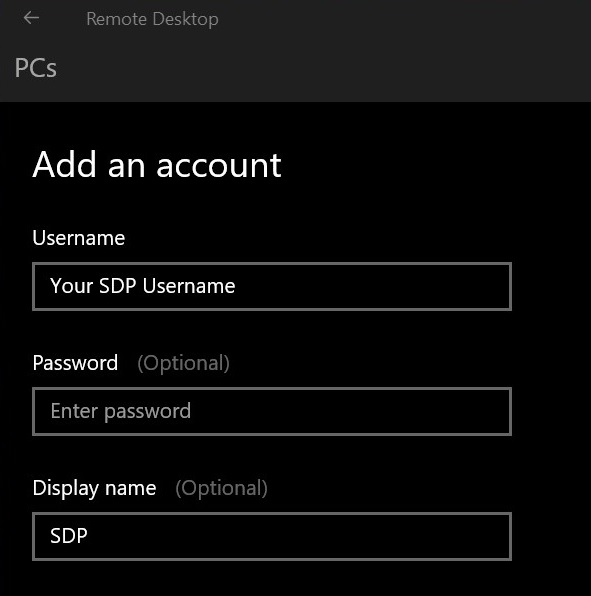 Remote Desktop
PCs
Add an account
Username
Your SDP Username
Password (Optional)
Enter password
Display name (Optional)
SDP